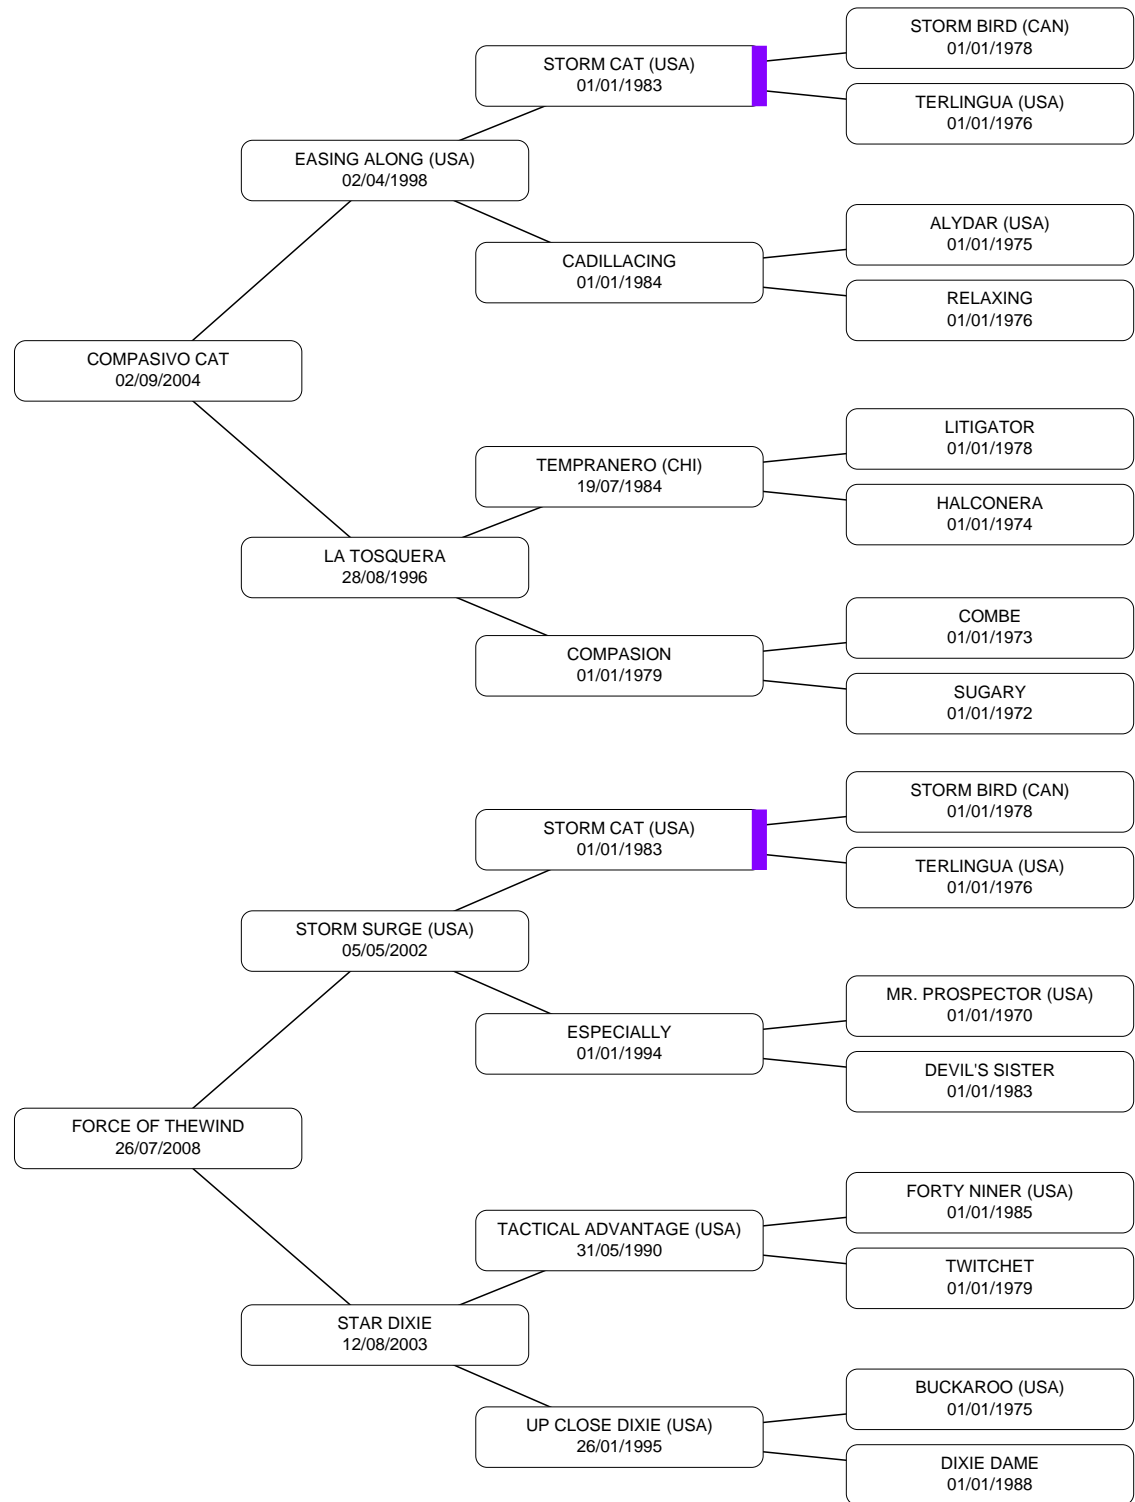 STORM BIRD (CAN)
01/01/1978
STORM CAT (USA)
01/01/1983
TERLINGUA (USA)
01/01/1976
EASING ALONG (USA)
02/04/1998
ALYDAR (USA)
01/01/1975
CADILLACING
01/01/1984
RELAXING
01/01/1976
COMPASIVO CAT
02/09/2004
LITIGATOR
01/01/1978
TEMPRANERO (CHI)
19/07/1984
HALCONERA
01/01/1974
LA TOSQUERA
28/08/1996
COMBE
01/01/1973
COMPASION
01/01/1979
SUGARY
01/01/1972
STORM BIRD (CAN)
01/01/1978
STORM CAT (USA)
01/01/1983
TERLINGUA (USA)
01/01/1976
STORM SURGE (USA)
05/05/2002
MR. PROSPECTOR (USA)
01/01/1970
ESPECIALLY
01/01/1994
DEVIL'S SISTER
01/01/1983
FORCE OF THEWIND
26/07/2008
FORTY NINER (USA)
01/01/1985
TACTICAL ADVANTAGE (USA)
31/05/1990
TWITCHET
01/01/1979
STAR DIXIE
12/08/2003
BUCKAROO (USA)
01/01/1975
UP CLOSE DIXIE (USA)
26/01/1995
DIXIE DAME
01/01/1988